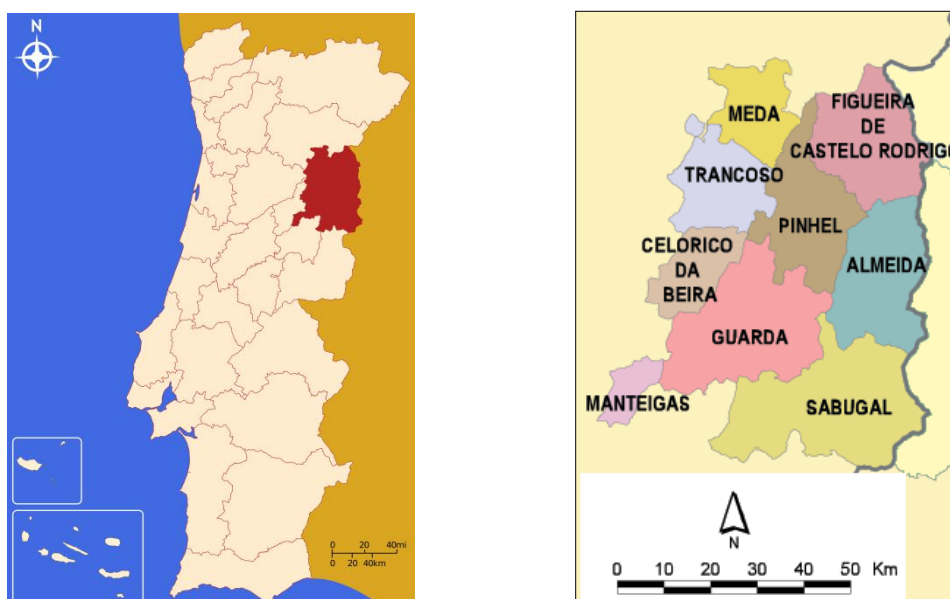 N
0 20 40mi
0 20 40km
MEDA
FIGUEIRA
DE
CASTELO RODRIGO
TRANCOSO
PINHEL
CELORICO
DA
BEIRA
ALMEIDA
GUARDA
MANTEIGAS
SABUGAL
N
0 10 20 30 40 50 Km